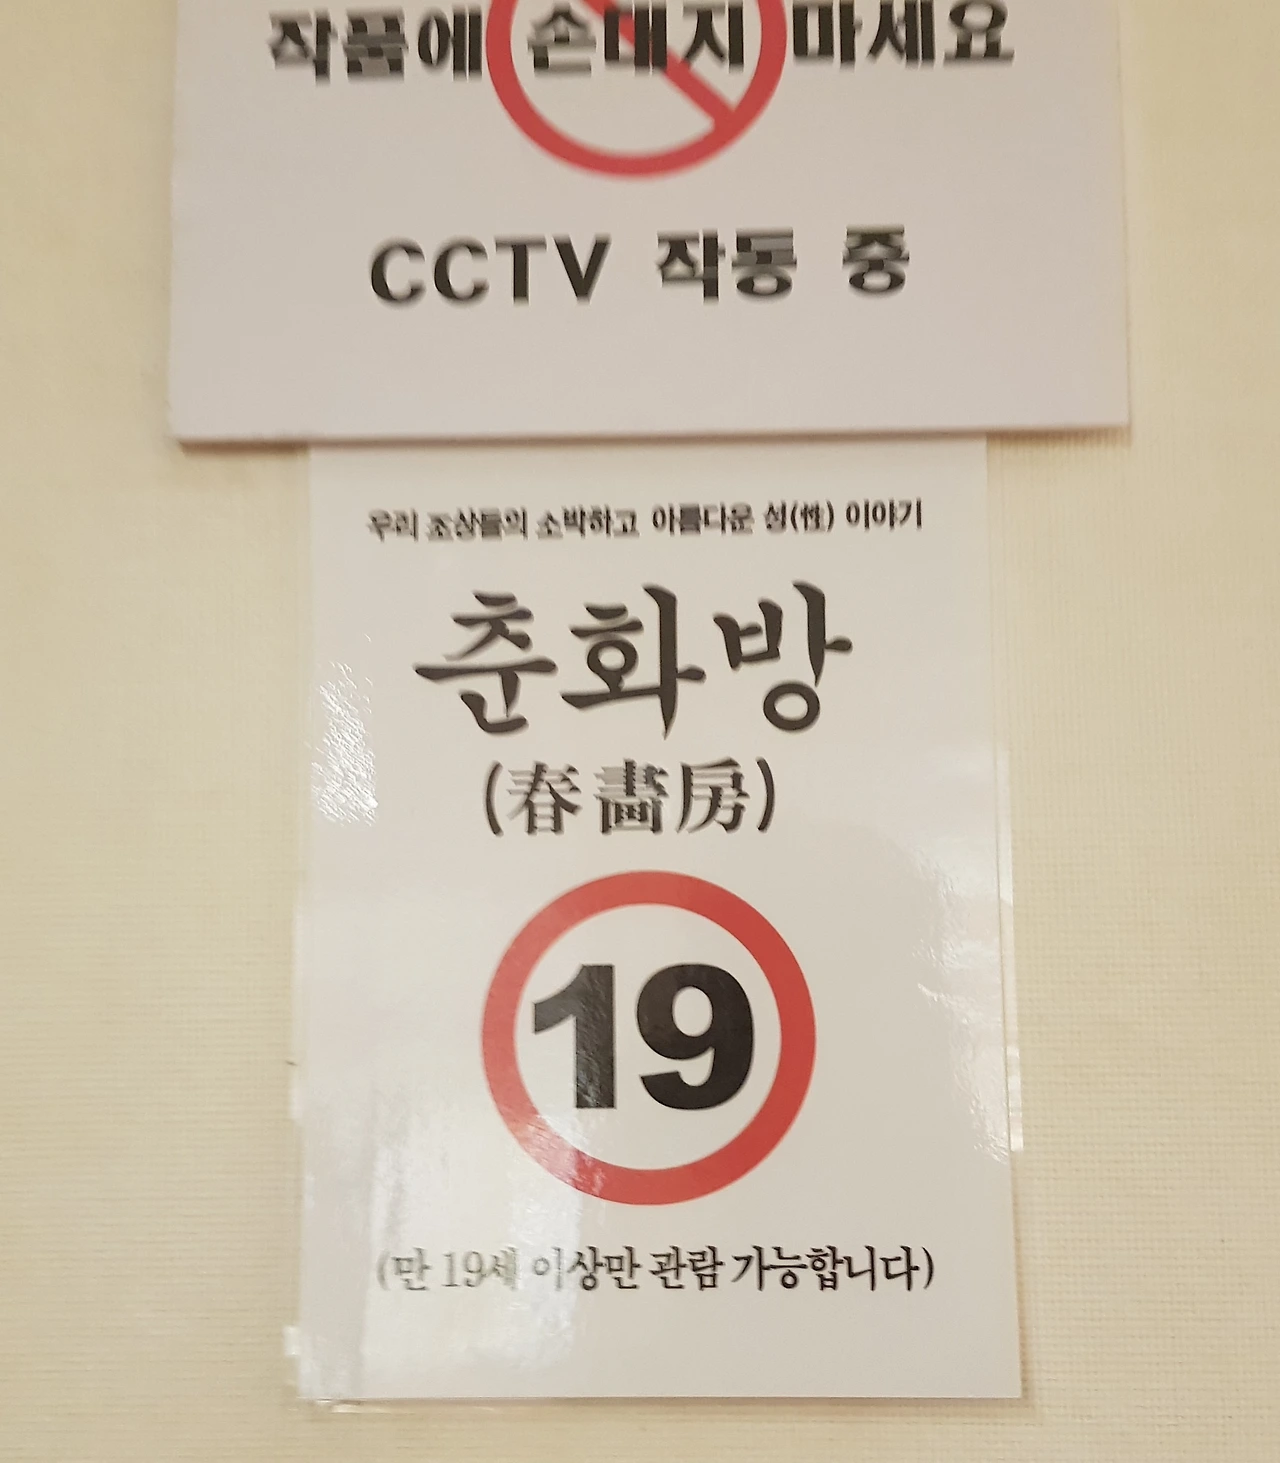 작품에 손대지 마세요
CCTV 작동 중
우리 조상들의 소박하고 아름다운 성(性) 이야기
춘화방
(春畵房)
19
(만 19세 이상만 관람 가능합니다)